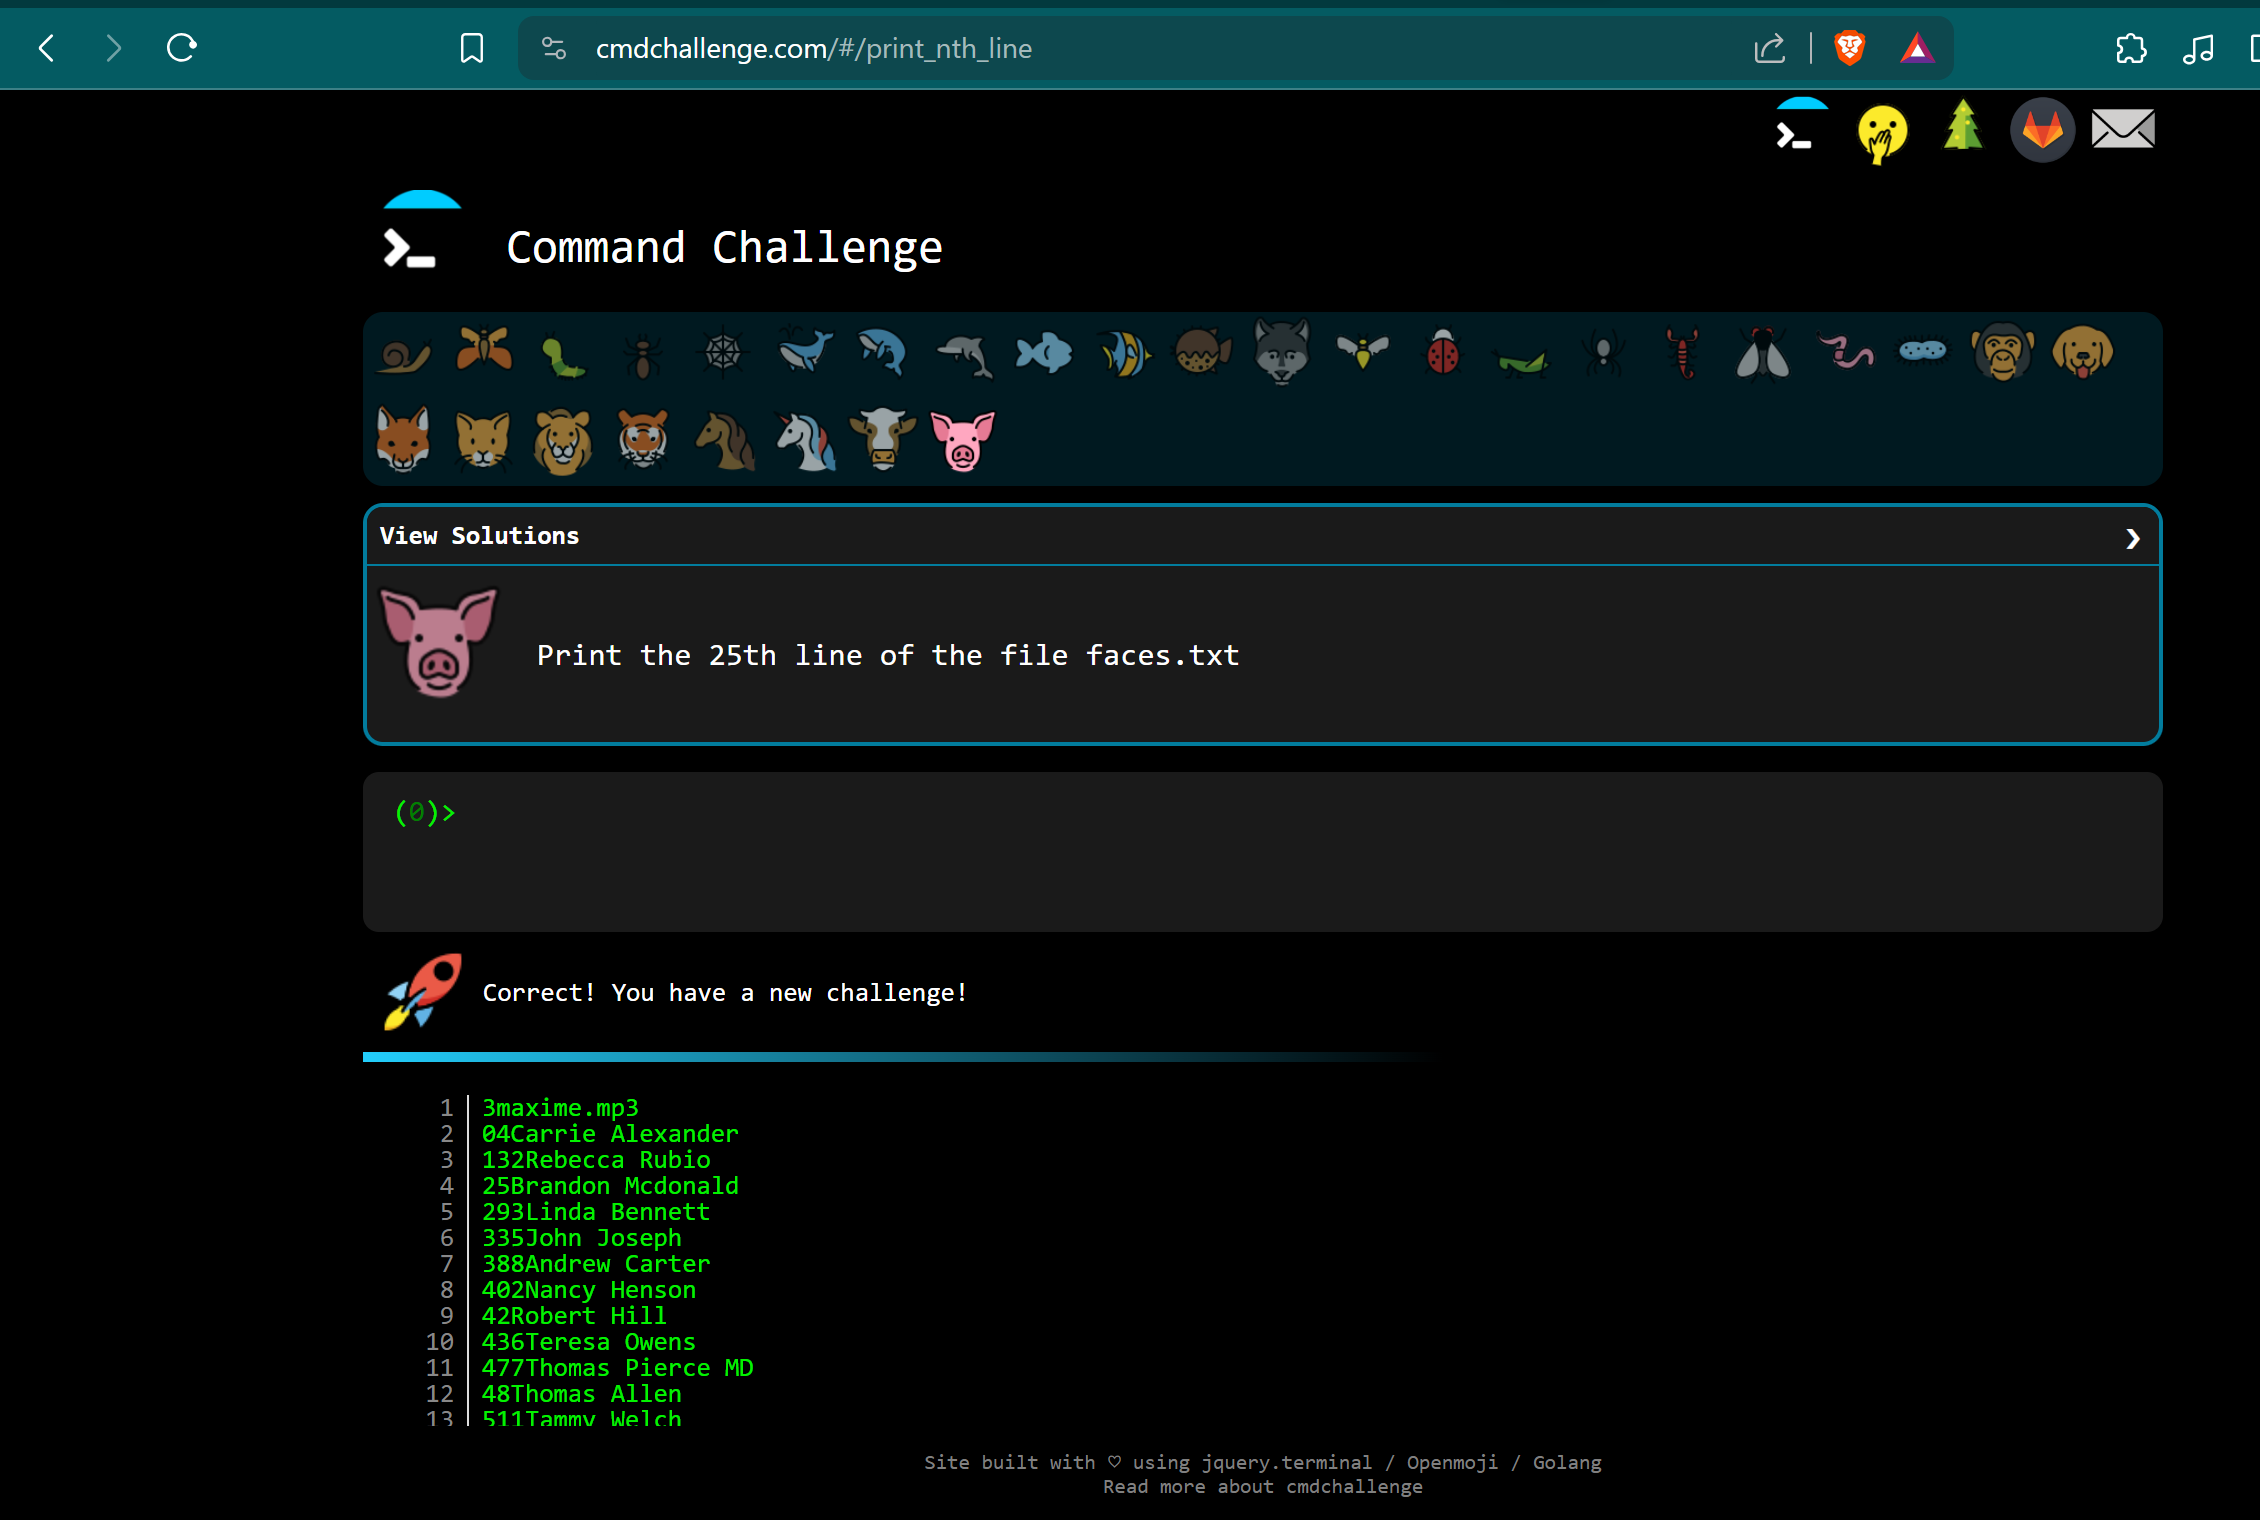 cmdchallenge.com/#/print_nth_line
Command Challenge
View Solutions
Print the 25th line of the file faces.txt
(0)>
Correct! You have a new challenge!
1 3maxime.mp3
2 04Carrie Alexander
3 132Rebecca Rubio
4 25Brandon Mcdonald
5 293Linda Bennett
6 335John Joseph
7 388Andrew Carter
8 402Nancy Henson
9 42Robert Hill
10 436Teresa Owens
11 477Thomas Pierce MD
12 48Thomas Allen
13 511Tammy Welch
Site built with ♡ using jquery.terminal / Openmoji / Golang
Read more about cmdchallenge